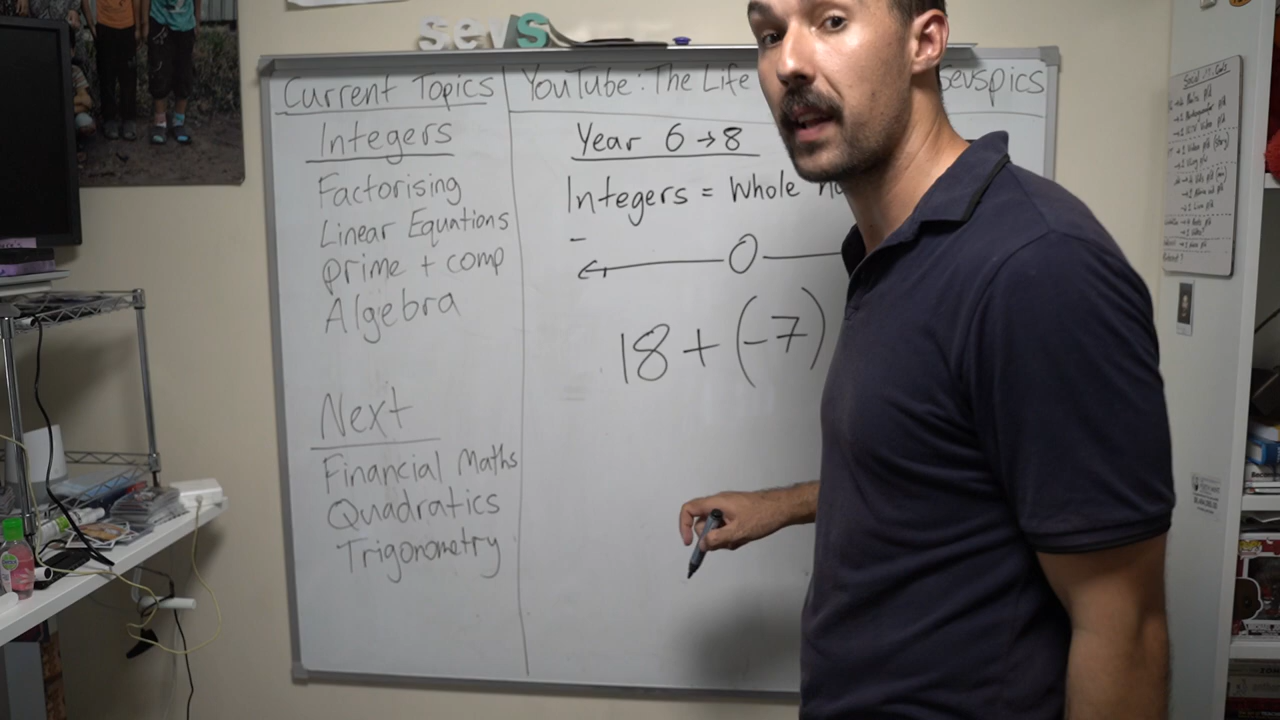 sevs
Current Topics
Integers
Factorising
Linear Equations
prime + comp
Algebra
Next
Financial Maths
Quadratics
Trigonometry
YouTube: The Life
Sevspics
Year 6 → 8
Integers = Whole
-
← 0
18 + (-7)